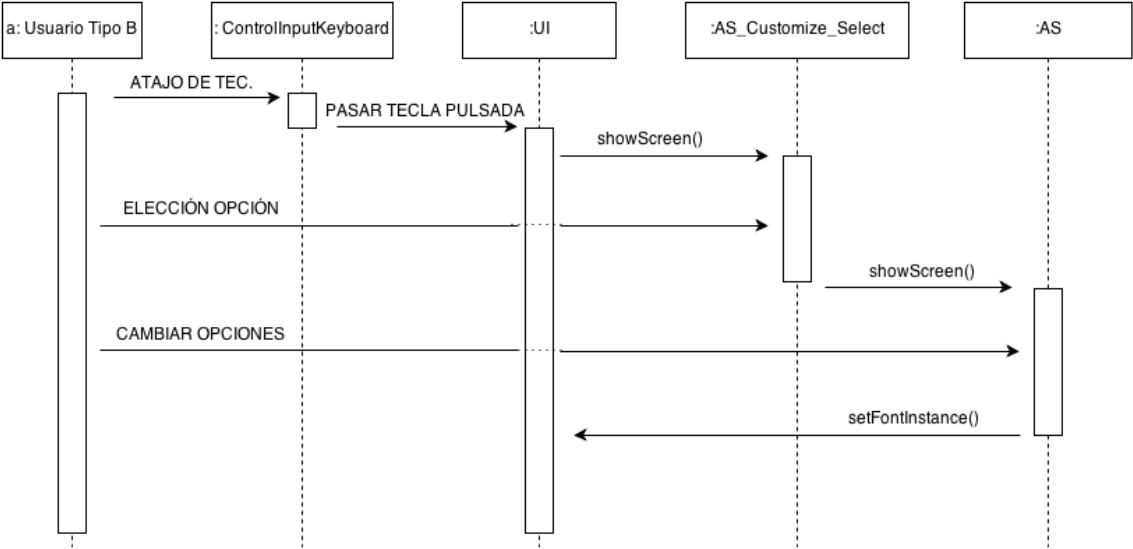 a: Usuario Tipo B
: ControlInputKeyboard
:UI
:AS_Customize_Select
:AS
ATAJO DE TEC.
PASAR TECLA PULSADA
showScreen()
ELECCIÓN OPCIÓN
showScreen()
CAMBIAR OPCIONES
setFontInstance()